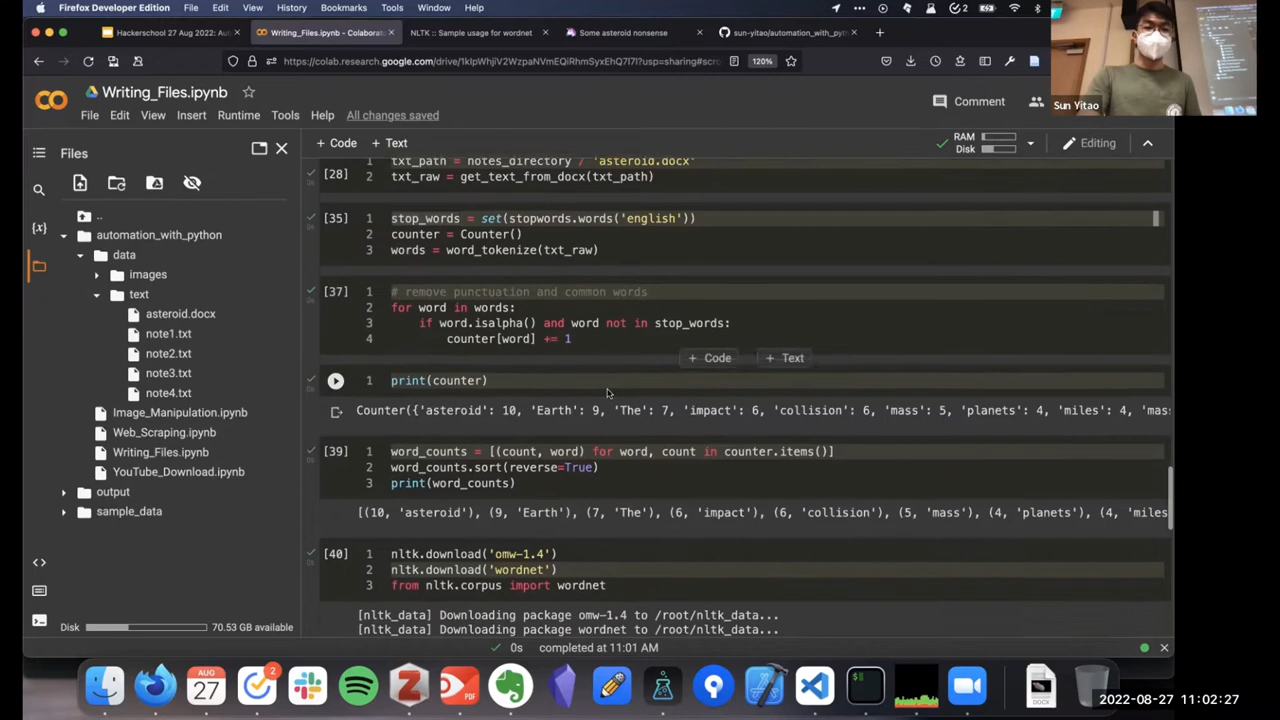 Firefox Developer Edition File Edit View History Bookmarks Tools Window Help
Hackerschool 27 Aug 2022: Aut
Writing_Files.ipynb - Colaborato
NLTK :: Sample usage for wordnet
Some asteroid nonsense
sun-yitao/automation_with_pyth
120%
Writing_Files.ipynb
Comment
Sun Yitao
File Edit View Insert Runtime Tools Help All changes saved
+ Code + Text
RAM
Disk
Editing
Files
..
automation_with_python
data
images
text
asteroid.docx
note1.txt
note2.txt
note3.txt
note4.txt
Image_Manipulation.ipynb
Web_Scraping.ipynb
Writing_Files.ipynb
YouTube_Download.ipynb
output
sample_data
Disk 70.53 GB available
1 txt_path = notes_directory / 'asteroid.docx'
[28] 2 txt_raw = get_text_from_docx(txt_path)
[35] 1 stop_words = set(stopwords.words('english'))
2 counter = Counter()
3 words = word_tokenize(txt_raw)
[37] 1 # remove punctuation and common words
2 for word in words:
3 if word.isalpha() and word not in stop_words:
4 counter[word] += 1
+ Code + Text
1 print(counter)
Counter({'asteroid': 10, 'Earth': 9, 'The': 7, 'impact': 6, 'collision': 6, 'mass': 5, 'planets': 4, 'miles': 4, 'mas
[39] 1 word_counts = [(count, word) for word, count in counter.items()]
2 word_counts.sort(reverse=True)
3 print(word_counts)
[(10, 'asteroid'), (9, 'Earth'), (7, 'The'), (6, 'impact'), (6, 'collision'), (5, 'mass'), (4, 'planets'), (4, 'miles
[40] 1 nltk.download('omw-1.4')
2 nltk.download('wordnet')
3 from nltk.corpus import wordnet
[nltk_data] Downloading package omw-1.4 to /root/nltk_data...
[nltk_data] Downloading package wordnet to /root/nltk_data...
0s completed at 11:01 AM
AUG
27
2
PDF
DOCX
2022-08-27 11:02:27